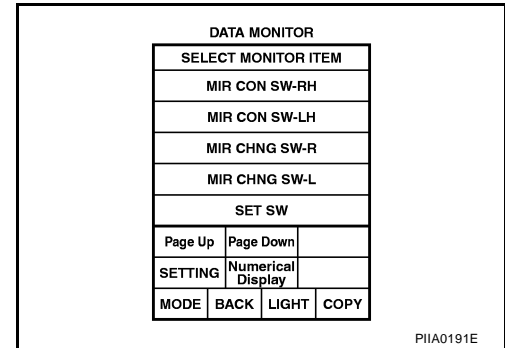 DATA MONITOR
SELECT MONITOR ITEM
MIR CON SW-RH
MIR CON SW-LH
MIR CHNG SW-R
MIR CHNG SW-L
SET SW
Page Up Page Down
SETTING Numerical
Display
MODE BACK LIGHT COPY
PIIA0191E